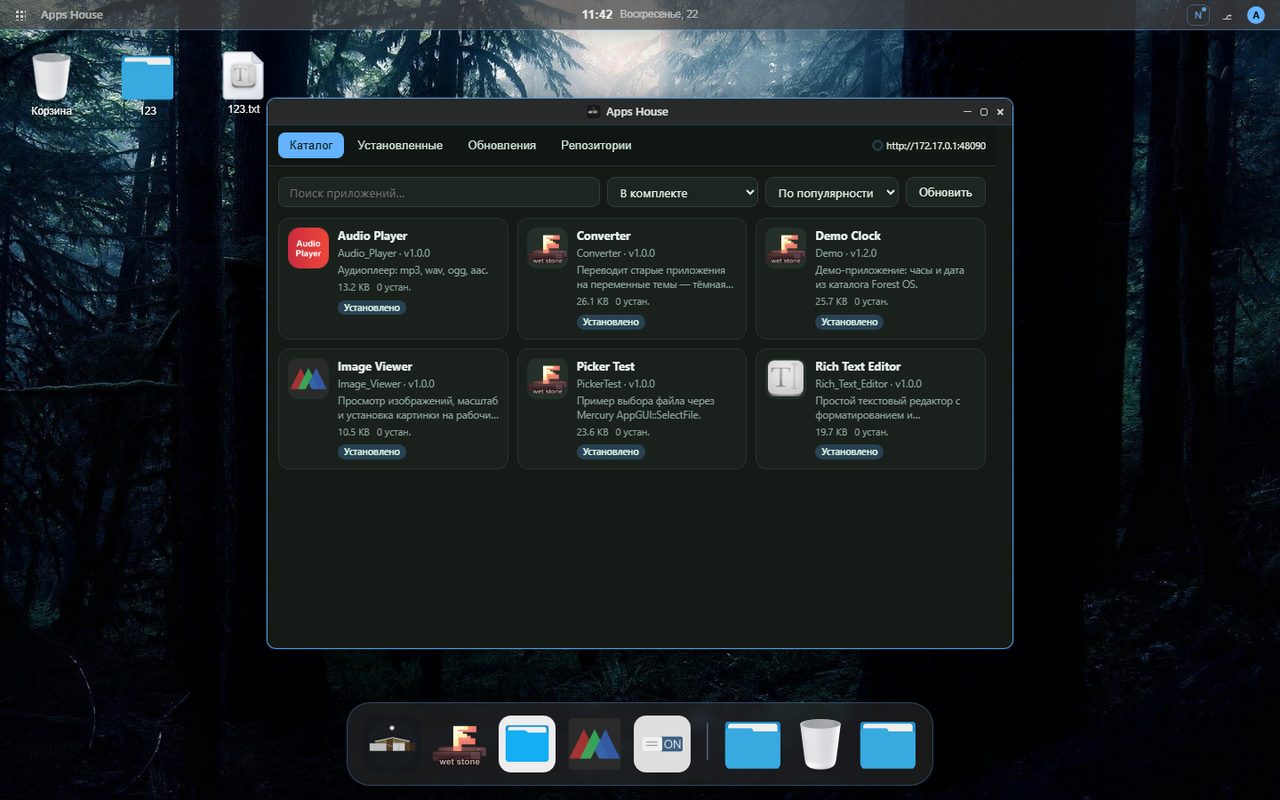 Apps House
11:42 Воскресенье, 22
N
A
Корзина
123
123.txt
Apps House
Каталог
Установленные
Обновления
Репозитории
http://172.17.0.1:48090
Поиск приложений...
В комплекте
По популярности
Обновить
Audio Player
Audio Player
Audio_Player · v1.0.0
Аудиоплеер: mp3, wav, ogg, aac.
13.2 KB 0 устан.
Установлено
F
wet stone
Converter
Converter · v1.0.0
Переводит старые приложения
на переменные темы — тёмная...
26.1 KB 0 устан.
Установлено
F
wet stone
Demo Clock
Demo · v1.2.0
Демо-приложение: часы и дата
из каталога Forest OS.
25.7 KB 0 устан.
Установлено
Image Viewer
Image_Viewer · v1.0.0
Просмотр изображений, масштаб
и установка картинки на рабочи...
10.5 KB 0 устан.
Установлено
F
wet stone
Picker Test
PickerTest · v1.0.0
Пример выбора файла через
Mercury AppGUI::SelectFile.
23.6 KB 0 устан.
Установлено
T
Rich Text Editor
Rich_Text_Editor · v1.0.0
Простой текстовый редактор с
форматированием и...
19.7 KB 0 устан.
Установлено
F
wet stone
ON